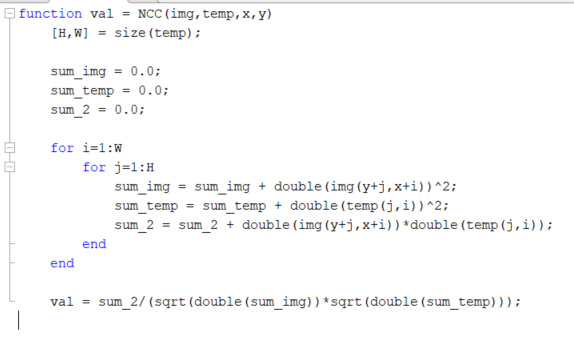 function val = NCC(img,temp,x,y)
[H,W] = size(temp);
sum_img = 0.0;
sum_temp = 0.0;
sum_2 = 0.0;
for i=1:W
for j=1:H
sum_img = sum_img + double(img(y+j,x+i))^2;
sum_temp = sum_temp + double(temp(j,i))^2;
sum_2 = sum_2 + double(img(y+j,x+i))*double(temp(j,i));
end
end
val = sum_2/(sqrt(double(sum_img))*sqrt(double(sum_temp)));